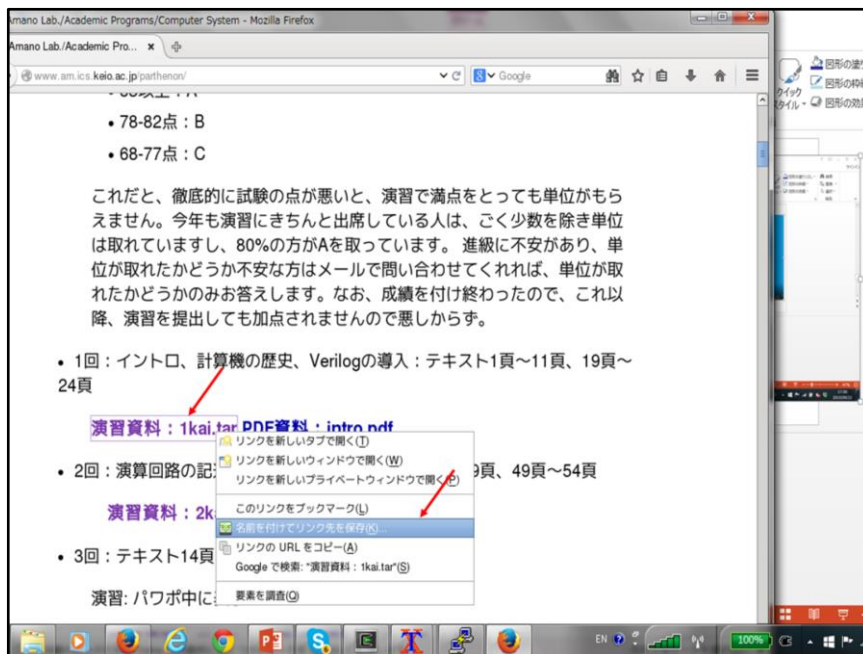 Amano Lab./Academic Programs/Computer System - Mozilla Firefox
Amano Lab./Academic Pro...
www.am.ics.keio.ac.jp/parthenon/
Google
• 78-82点：B
• 68-77点：C
これだと、徹底的に試験の点が悪いと、演習で満点をとっても単位がもら
えません。今年も演習にきちんと出席している人は、ごく少数を除き単位
は取れていますし、80%の方がAを取っています。 進級に不安があり、単
位が取れたかどうか不安な方はメールで問い合わせてくれれば、単位が取
れたかどうかのみお答えします。なお、成績を付け終わったので、これ以
降、演習を提出しても加点されませんので悪しからず。
• 1回：イントロ、計算機の歴史、Verilogの導入：テキスト1頁～11頁、19頁～
24頁
演習資料：1kai.tar PDF資料：intro.pdf
リンクを新しいタブで開く(T)
リンクを新しいウィンドウで開く(W)
リンクを新しいプライベートウィンドウで開く(P)
このリンクをブックマーク(L)
名前を付けてリンク先を保存(K)...
リンクの URL をコピー(A)
Google で検索: "演習資料：1kai.tar"(S)
要素を調査(Q)
• 2回：演算回路の記 9頁、49頁～54頁
演習資料：2k
• 3回：テキスト14頁
演習: パワポ中に
クイック
スタイル
図形の塗
図形の枠
図形の効
EN
100%